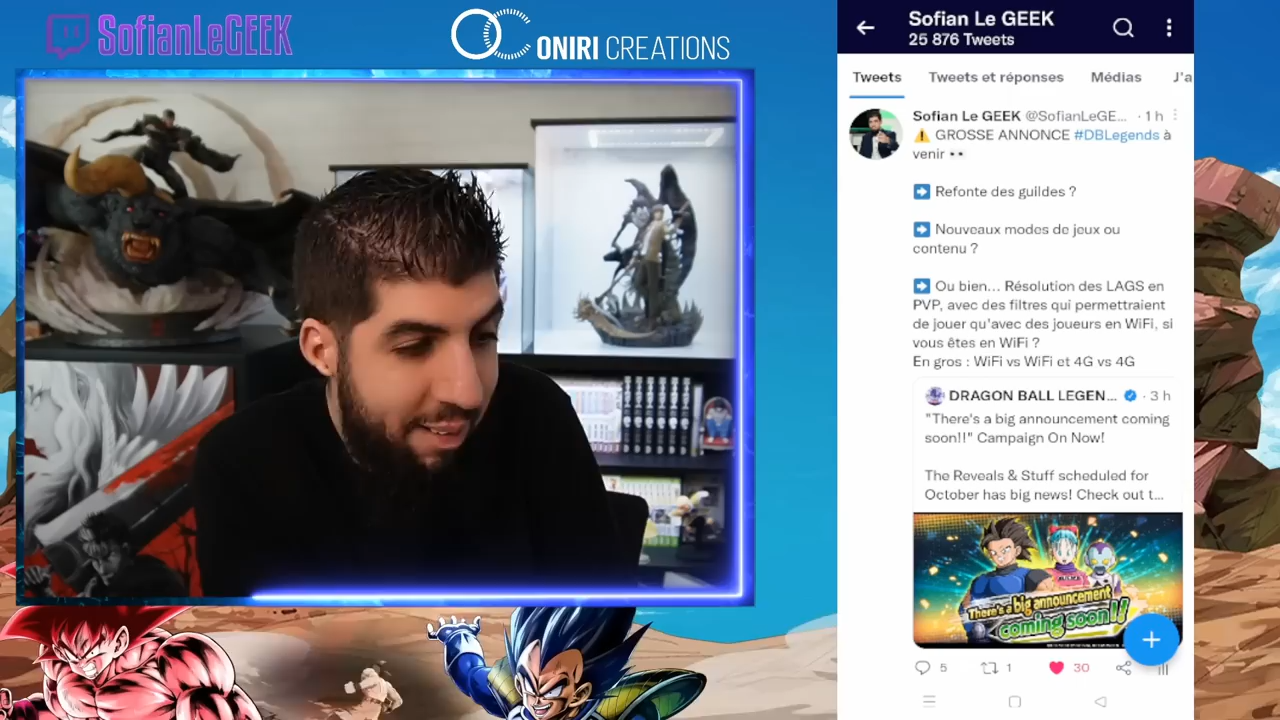 SofianLeGEEK
ONIRI CREATIONS
Sofian Le GEEK
25 876 Tweets
Tweets
Tweets et réponses
Médias
J'a
Sofian Le GEEK @SofianLeGE... · 1 h
⚠️ GROSSE ANNONCE #DBLegends à
venir 👀
➡️ Refonte des guildes ?
➡️ Nouveaux modes de jeux ou
contenu ?
➡️ Ou bien... Résolution des LAGS en
PVP, avec des filtres qui permettraient
de jouer qu'avec des joueurs en WiFi, si
vous êtes en WiFi ?
En gros : WiFi vs WiFi et 4G vs 4G
DRAGON BALL LEGEN... · 3 h
"There's a big announcement coming
soon!!" Campaign On Now!
The Reveals & Stuff scheduled for
October has big news! Check out t...
There's a big announcement
coming soon!!
5
1
30